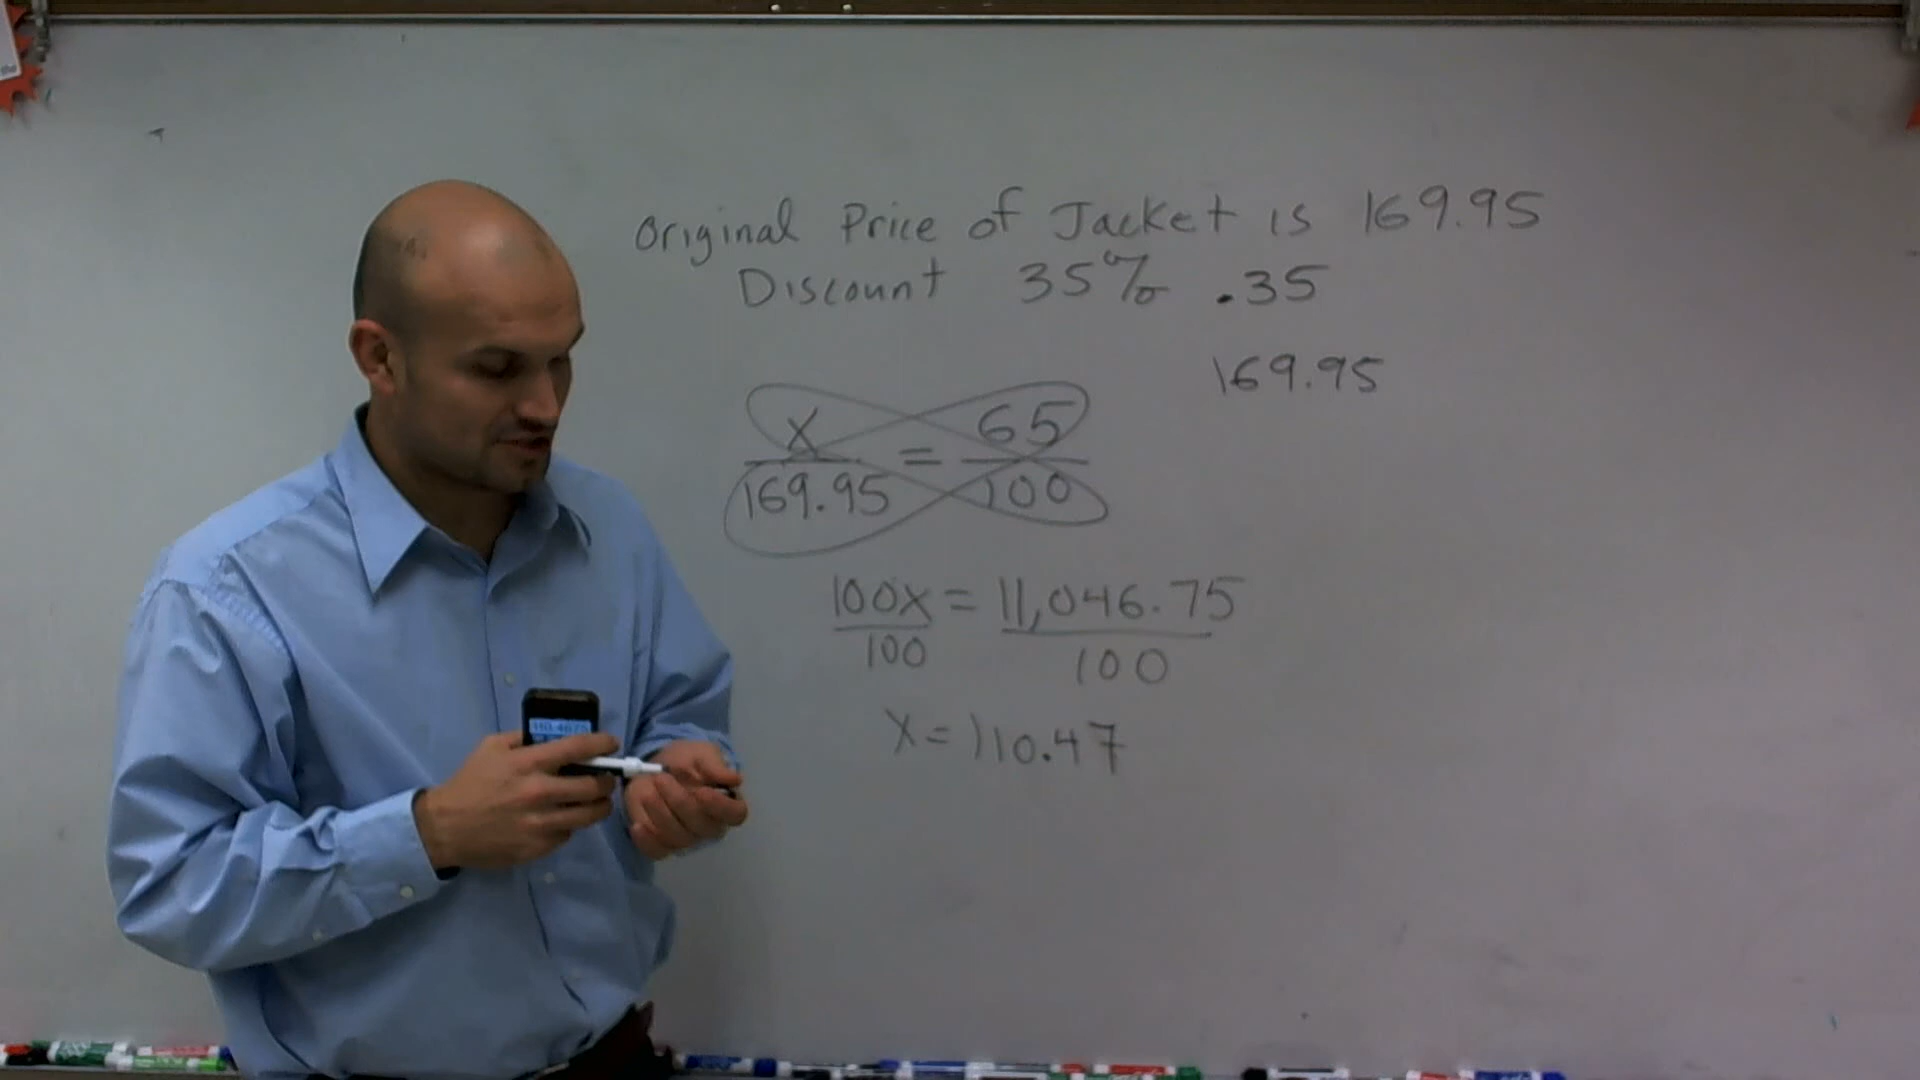 Original Price of Jacket is 169.95
Discount 35% .35
169.95
x/169.95 = 65/100
100x/100 = 11,046.75/100
x = 110.47